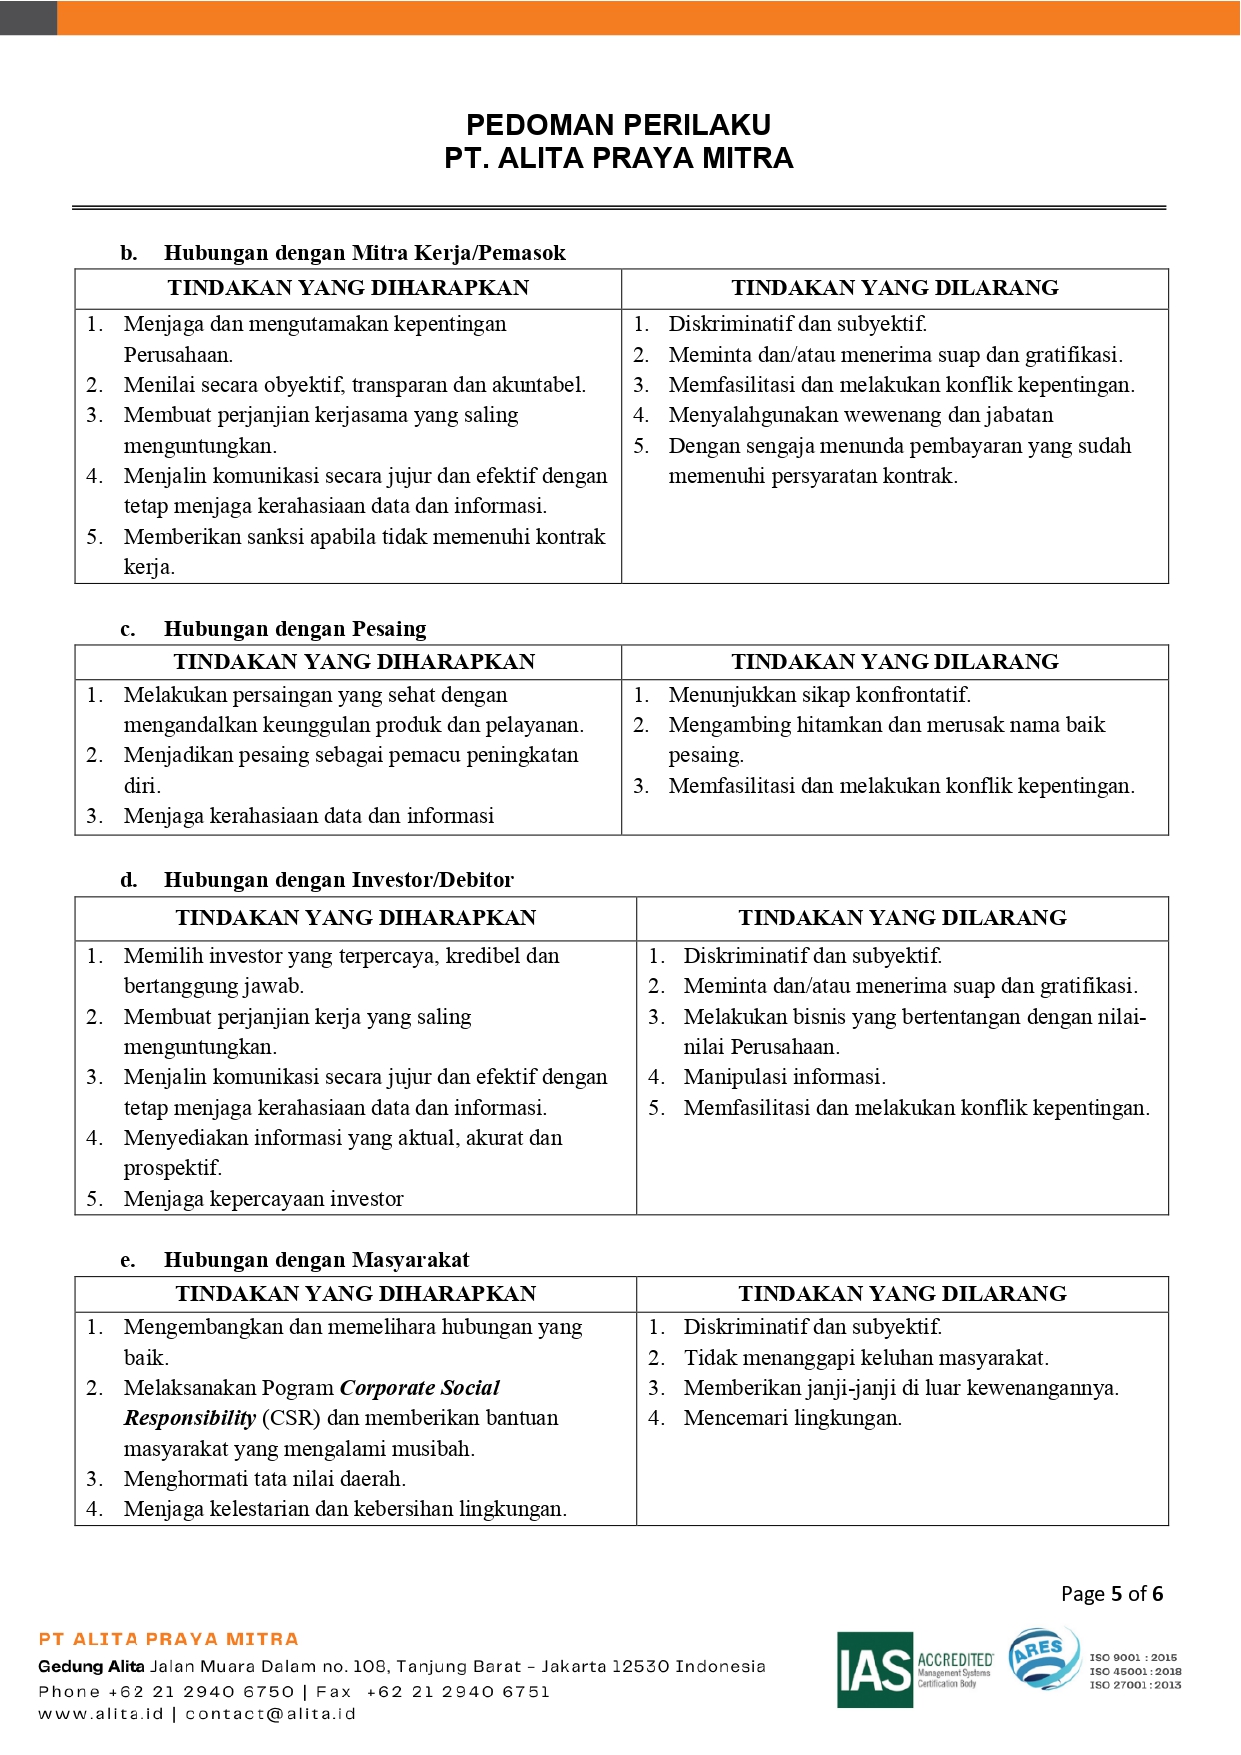 PEDOMAN PERILAKU
PT. ALITA PRAYA MITRA
b. Hubungan dengan Mitra Kerja/Pemasok
TINDAKAN YANG DIHARAPKAN
1. Menjaga dan mengutamakan kepentingan
Perusahaan.
2. Menilai secara obyektif, transparan dan akuntabel.
3. Membuat perjanjian kerjasama yang saling
menguntungkan.
4. Menjalin komunikasi secara jujur dan efektif dengan
tetap menjaga kerahasiaan data dan informasi.
5. Memberikan sanksi apabila tidak memenuhi kontrak
kerja.
TINDAKAN YANG DILARANG
1. Diskriminatif dan subyektif.
2. Meminta dan/atau menerima suap dan gratifikasi.
3. Memfasilitasi dan melakukan konflik kepentingan.
4. Menyalahgunakan wewenang dan jabatan
5. Dengan sengaja menunda pembayaran yang sudah
memenuhi persyaratan kontrak.
c. Hubungan dengan Pesaing
TINDAKAN YANG DIHARAPKAN
1. Melakukan persaingan yang sehat dengan
mengandalkan keunggulan produk dan pelayanan.
2. Menjadikan pesaing sebagai pemacu peningkatan
diri.
3. Menjaga kerahasiaan data dan informasi
TINDAKAN YANG DILARANG
1. Menunjukkan sikap konfrontatif.
2. Mengambing hitamkan dan merusak nama baik
pesaing.
3. Memfasilitasi dan melakukan konflik kepentingan.
d. Hubungan dengan Investor/Debitor
TINDAKAN YANG DIHARAPKAN
1. Memilih investor yang terpercaya, kredibel dan
bertanggung jawab.
2. Membuat perjanjian kerja yang saling
menguntungkan.
3. Menjalin komunikasi secara jujur dan efektif dengan
tetap menjaga kerahasiaan data dan informasi.
4. Menyediakan informasi yang aktual, akurat dan
prospektif.
5. Menjaga kepercayaan investor
TINDAKAN YANG DILARANG
1. Diskriminatif dan subyektif.
2. Meminta dan/atau menerima suap dan gratifikasi.
3. Melakukan bisnis yang bertentangan dengan nilai-
nilai Perusahaan.
4. Manipulasi informasi.
5. Memfasilitasi dan melakukan konflik kepentingan.
e. Hubungan dengan Masyarakat
TINDAKAN YANG DIHARAPKAN
1. Mengembangkan dan memelihara hubungan yang
baik.
2. Melaksanakan Pogram Corporate Social
Responsibility (CSR) dan memberikan bantuan
masyarakat yang mengalami musibah.
3. Menghormati tata nilai daerah.
4. Menjaga kelestarian dan kebersihan lingkungan.
TINDAKAN YANG DILARANG
1. Diskriminatif dan subyektif.
2. Tidak menanggapi keluhan masyarakat.
3. Memberikan janji-janji di luar kewenangannya.
4. Mencemari lingkungan.
Page 5 of 6
PT ALITA PRAYA MITRA
Gedung Alita Jalan Muara Dalam no. 108, Tanjung Barat – Jakarta 12530 Indonesia
Phone +62 21 2940 6750 | Fax +62 21 2940 6751
www.alita.id | contact@alita.id
IAS ACCREDITED
Management Systems
Certification Body
ARES
ISO 9001 : 2015
ISO 45001 : 2018
ISO 27001 : 2013